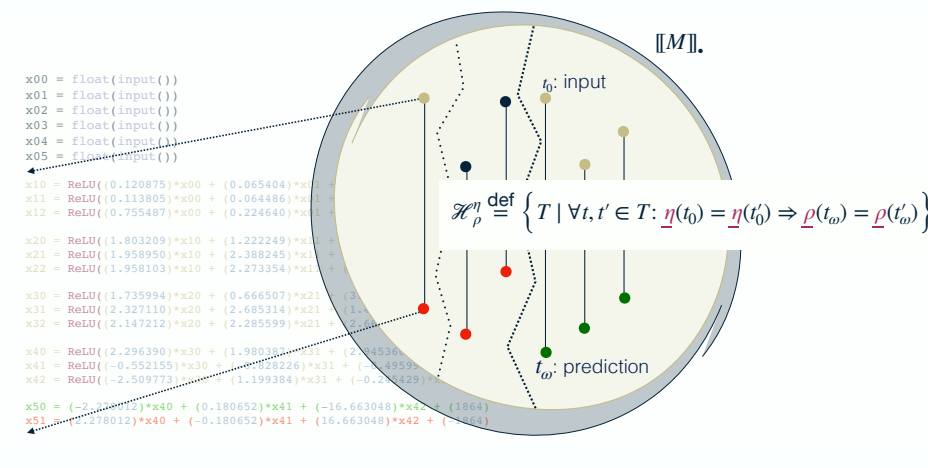 ⟦M⟧.
x00 = float(input())
x01 = float(input())
x02 = float(input())
x03 = float(input())
x04 = float(input())
x05 = float(input())
t₀: input
x10 = ReLU((0.120875)*x00 + (0.065404)*x01 +
x11 = ReLU((0.113805)*x00 + (0.064486)*x01 +
x12 = ReLU((0.755487)*x00 + (0.224640)*x01 +
ℋ^η_ρ def= { T | ∀t, t′ ∈ T: η(t₀) = η(t′₀) ⇒ ρ(t_ω) = ρ(t′_ω) }
x20 = ReLU((1.803209)*x10 + (1.222249)*x11 +
x21 = ReLU((1.958950)*x10 + (2.388245)*x11 +
x22 = ReLU((1.958103)*x10 + (2.273354)*x11 +
x30 = ReLU((1.735994)*x20 + (0.666507)*x21 +
x31 = ReLU((2.327110)*x20 + (2.685314)*x21 +
x32 = ReLU((2.147212)*x20 + (2.285599)*x21 +
x40 = ReLU((2.296390)*x30 + (1.980387)*x31 +
x41 = ReLU((-0.552155)*x30 +
x42 = ReLU((-2.509773) + (1.199384)*x31 +
t_ω: prediction
x50 = *x40 + (0.180652)*x41 + (-16.663048)*x42 + (1864)
x51 = (2.278012)*x40 + (-0.180652)*x41 + (16.663048)*x42 + (-1864)